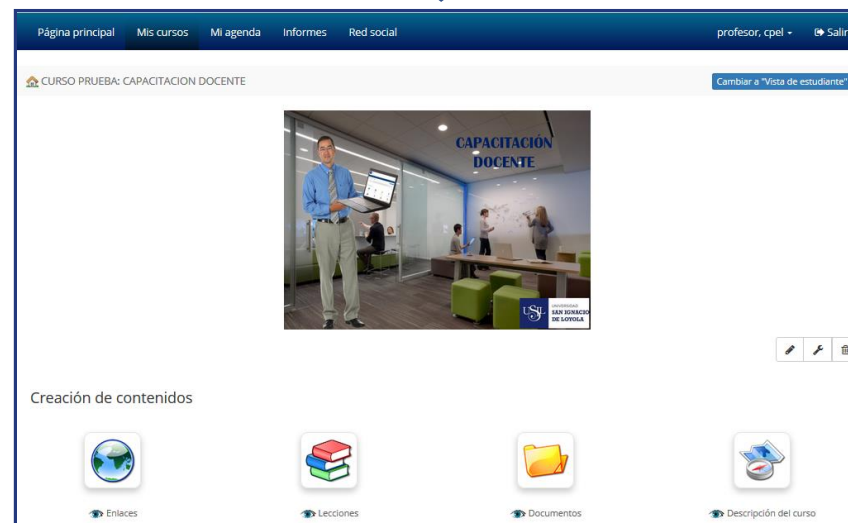 Página principal Mis cursos Mi agenda Informes Red social profesor, cpel Salir
CURSO PRUEBA: CAPACITACION DOCENTE Cambiar a "Vista de estudiante"
CAPACITACIÓN
DOCENTE
USIL UNIVERSIDAD
SAN IGNACIO
DE LOYOLA
Creación de contenidos
Enlaces Lecciones Documentos Descripción del curso